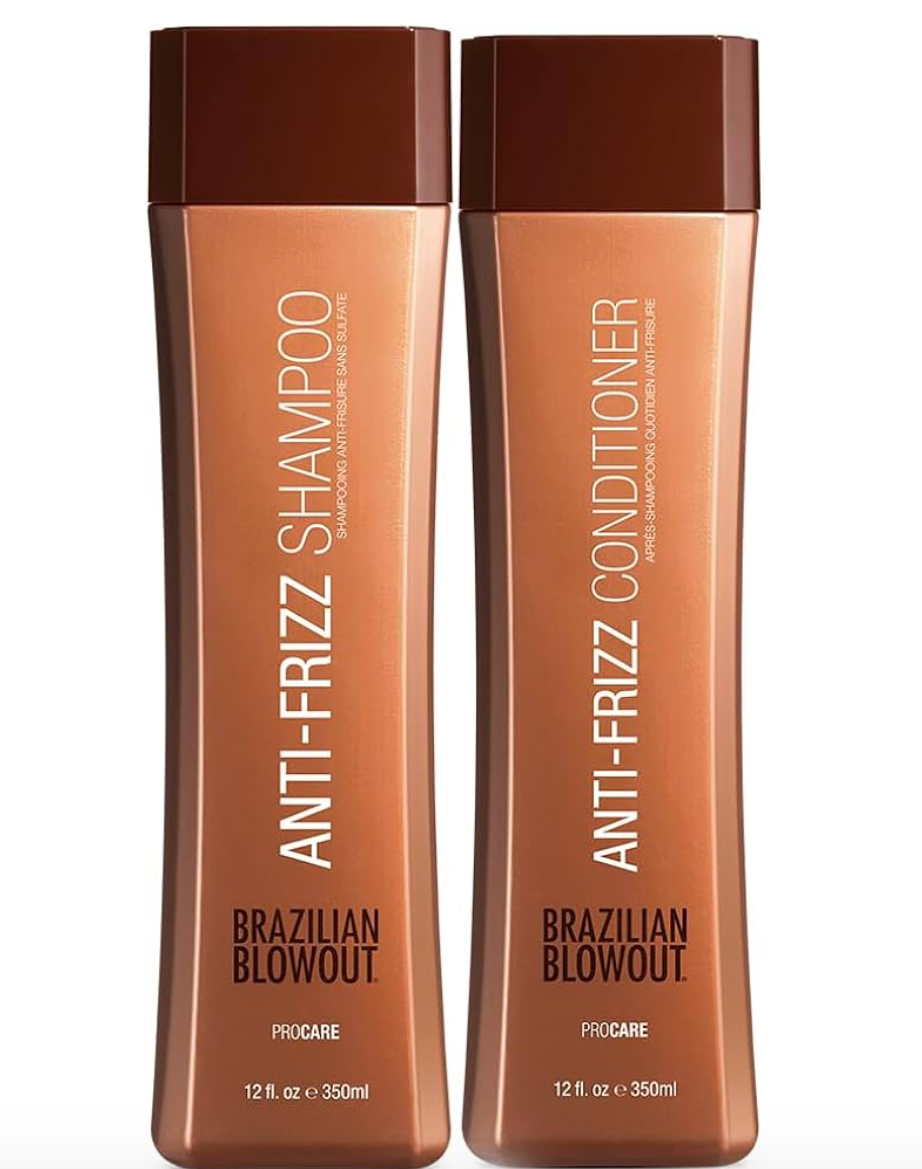 ANTI-FRIZZ SHAMPOO
SHAMPOOING ANTI-FRISURE SANS SULFATE
BRAZILIAN
BLOWOUT
PROCARE
12 fl. oz ℮ 350ml
ANTI-FRIZZ CONDITIONER
APRÈS-SHAMPOOING QUOTIDIEN ANTI-FRISURE
BRAZILIAN
BLOWOUT
PROCARE
12 fl. oz ℮ 350ml